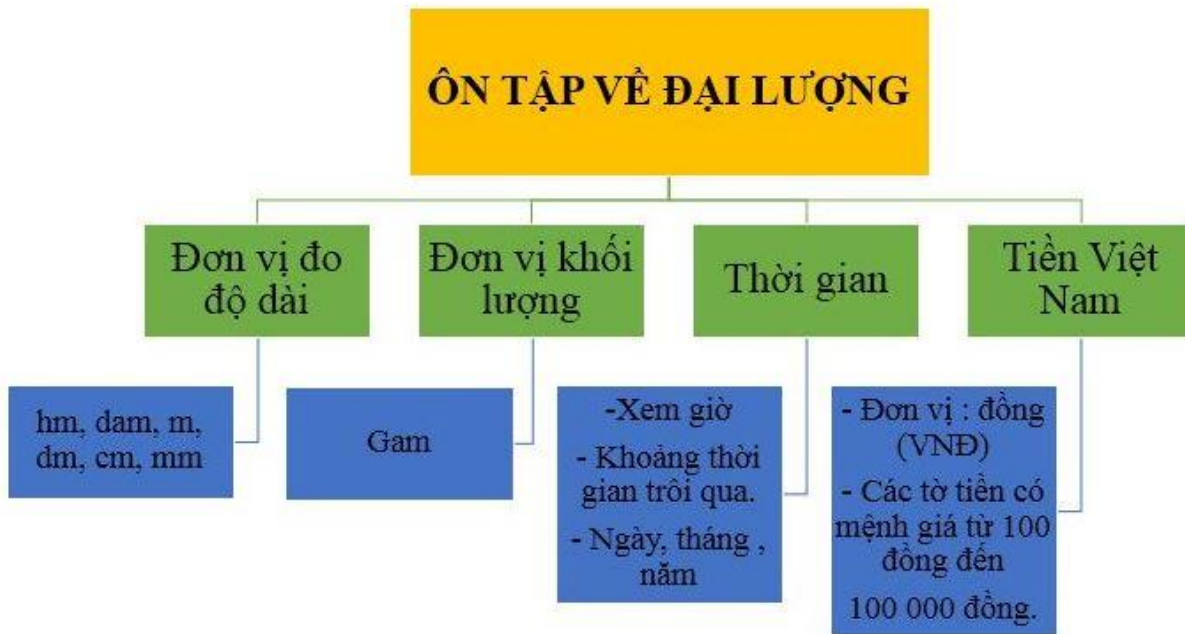 ÔN TẬP VỀ ĐẠI LƯỢNG
Đơn vị đo
độ dài
Đơn vị khối
lượng
Thời gian
Tiền Việt
Nam
hm, dam, m,
dm, cm, mm
Gam
-Xem giờ
- Khoảng thời
gian trôi qua.
- Ngày, tháng ,
năm
- Đơn vị : đồng
(VNĐ)
- Các tờ tiền có
mệnh giá từ 100
đồng đến
100 000 đồng.